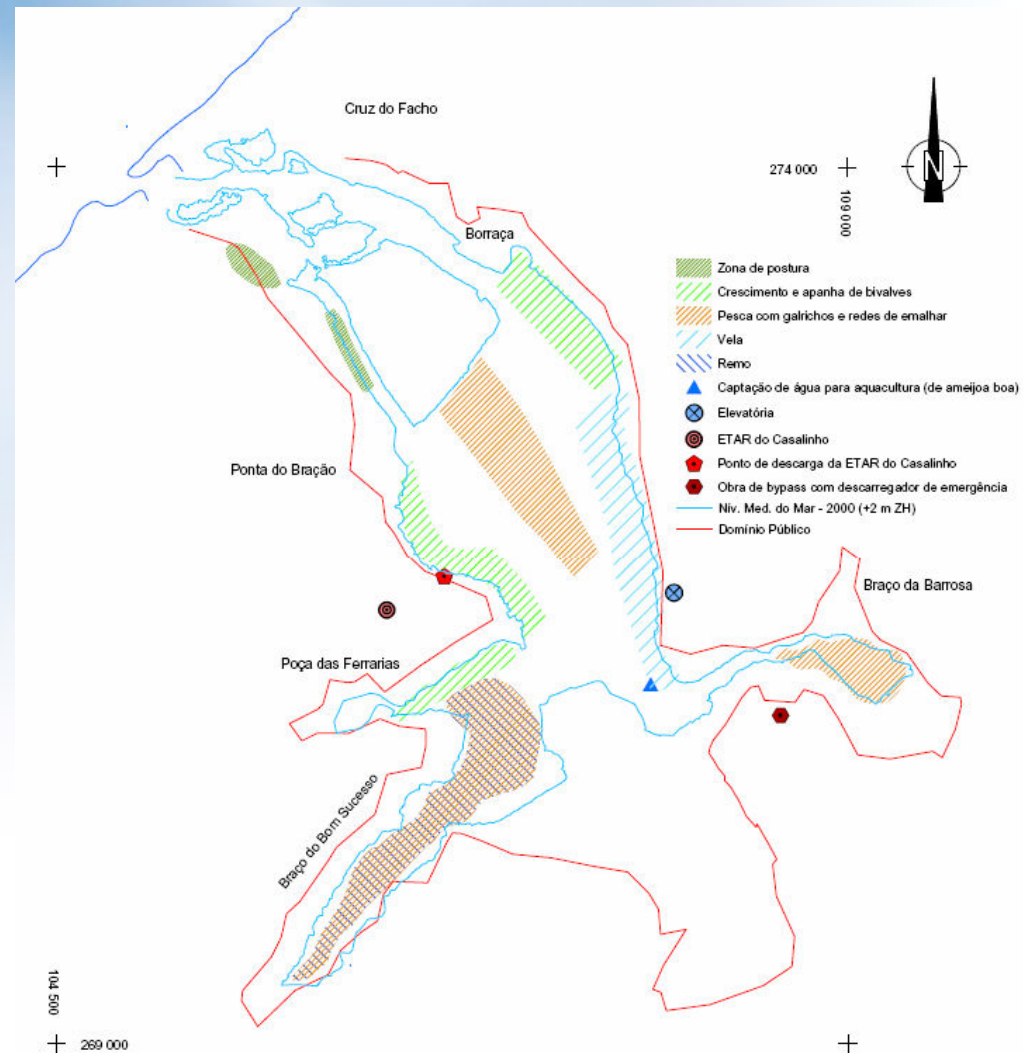 Cruz do Facho
N
274 000
109 000
Borraça
Zona de postura
Crescimento e apanha de bivalves
Pesca com galrichos e redes de emalhar
Vela
Remo
Captação de água para aquacultura (de ameijoa boa)
Elevatória
ETAR do Casalinho
Ponto de descarga da ETAR do Casalinho
Obra de bypass com descarregador de emergência
Niv. Med. do Mar - 2000 (+2 m ZH)
Domínio Público
Ponta do Bração
Braço da Barrosa
Poça das Ferrarias
Braço do Bom Sucesso
104 500
269 000